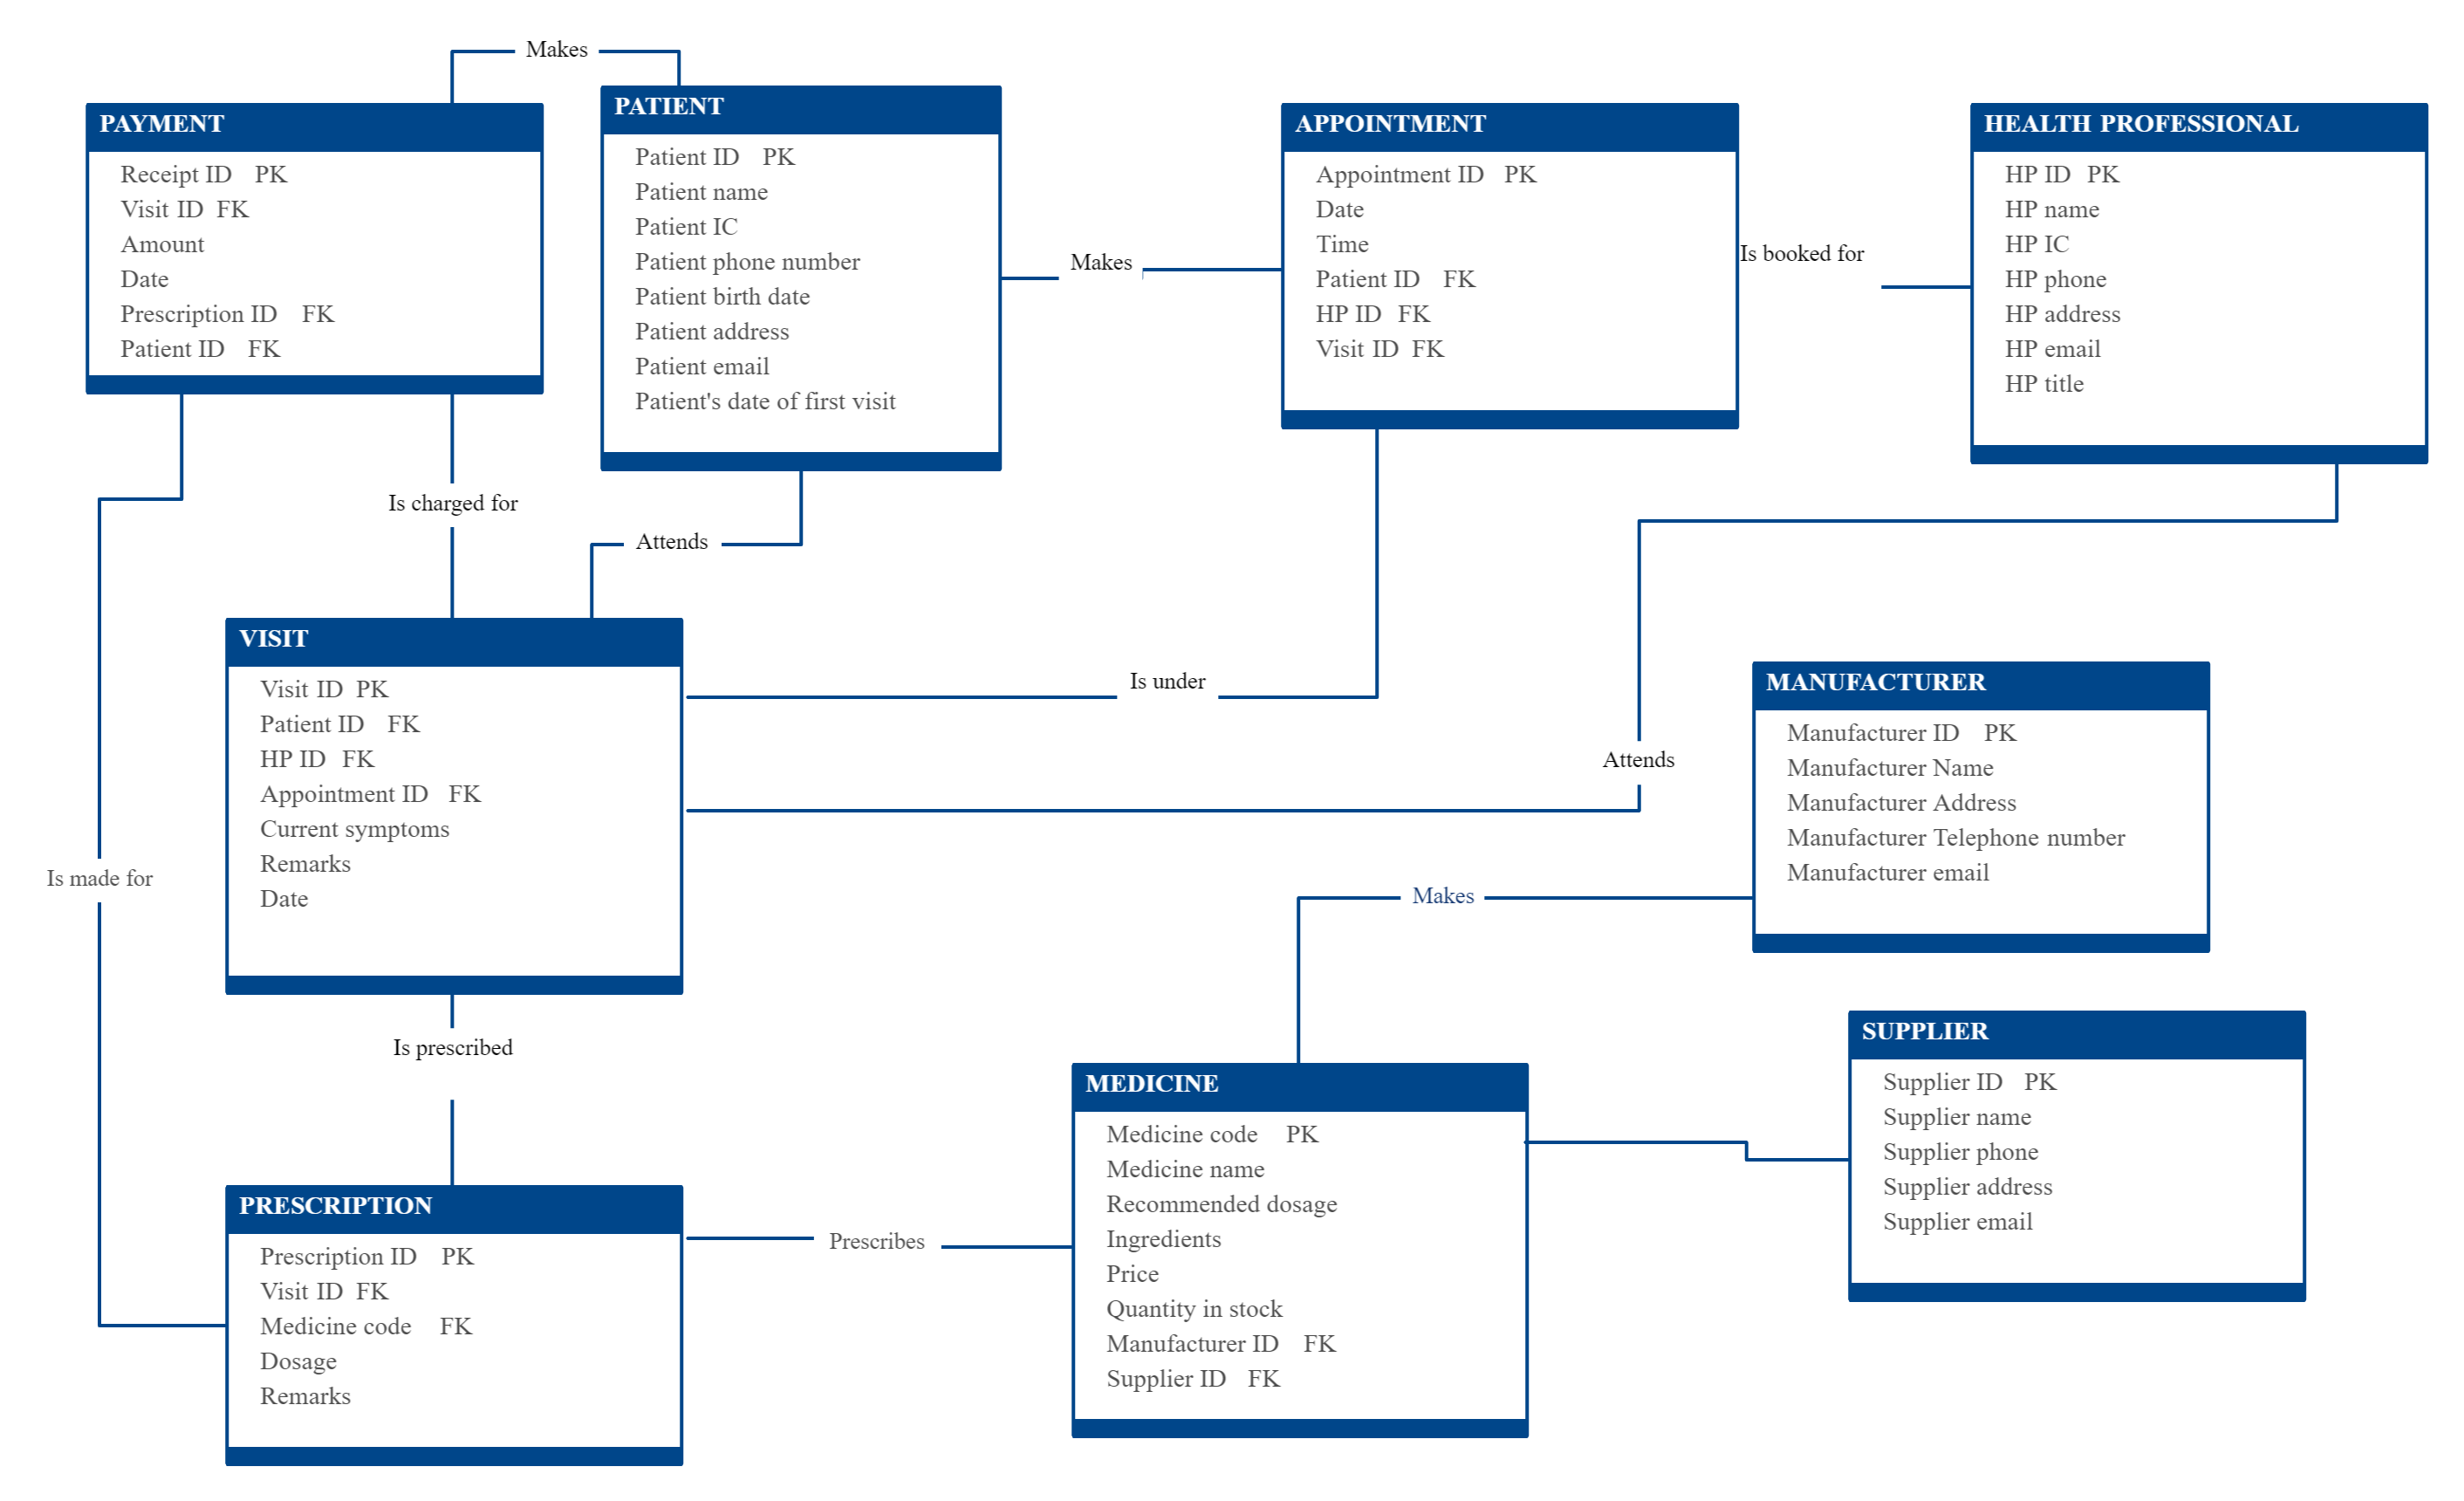 Makes
PAYMENT
Receipt ID PK
Visit ID FK
Amount
Date
Prescription ID FK
Patient ID FK
PATIENT
Patient ID PK
Patient name
Patient IC
Patient phone number
Patient birth date
Patient address
Patient email
Patient's date of first visit
Makes
APPOINTMENT
Appointment ID PK
Date
Time
Patient ID FK
HP ID FK
Visit ID FK
Is booked for
HEALTH PROFESSIONAL
HP ID PK
HP name
HP IC
HP phone
HP address
HP email
HP title
Is charged for
Attends
VISIT
Visit ID PK
Patient ID FK
HP ID FK
Appointment ID FK
Current symptoms
Remarks
Date
Is under
Attends
MANUFACTURER
Manufacturer ID PK
Manufacturer Name
Manufacturer Address
Manufacturer Telephone number
Manufacturer email
Is made for
Makes
Is prescribed
PRESCRIPTION
Prescription ID PK
Visit ID FK
Medicine code FK
Dosage
Remarks
Prescribes
MEDICINE
Medicine code PK
Medicine name
Recommended dosage
Ingredients
Price
Quantity in stock
Manufacturer ID FK
Supplier ID FK
SUPPLIER
Supplier ID PK
Supplier name
Supplier phone
Supplier address
Supplier email